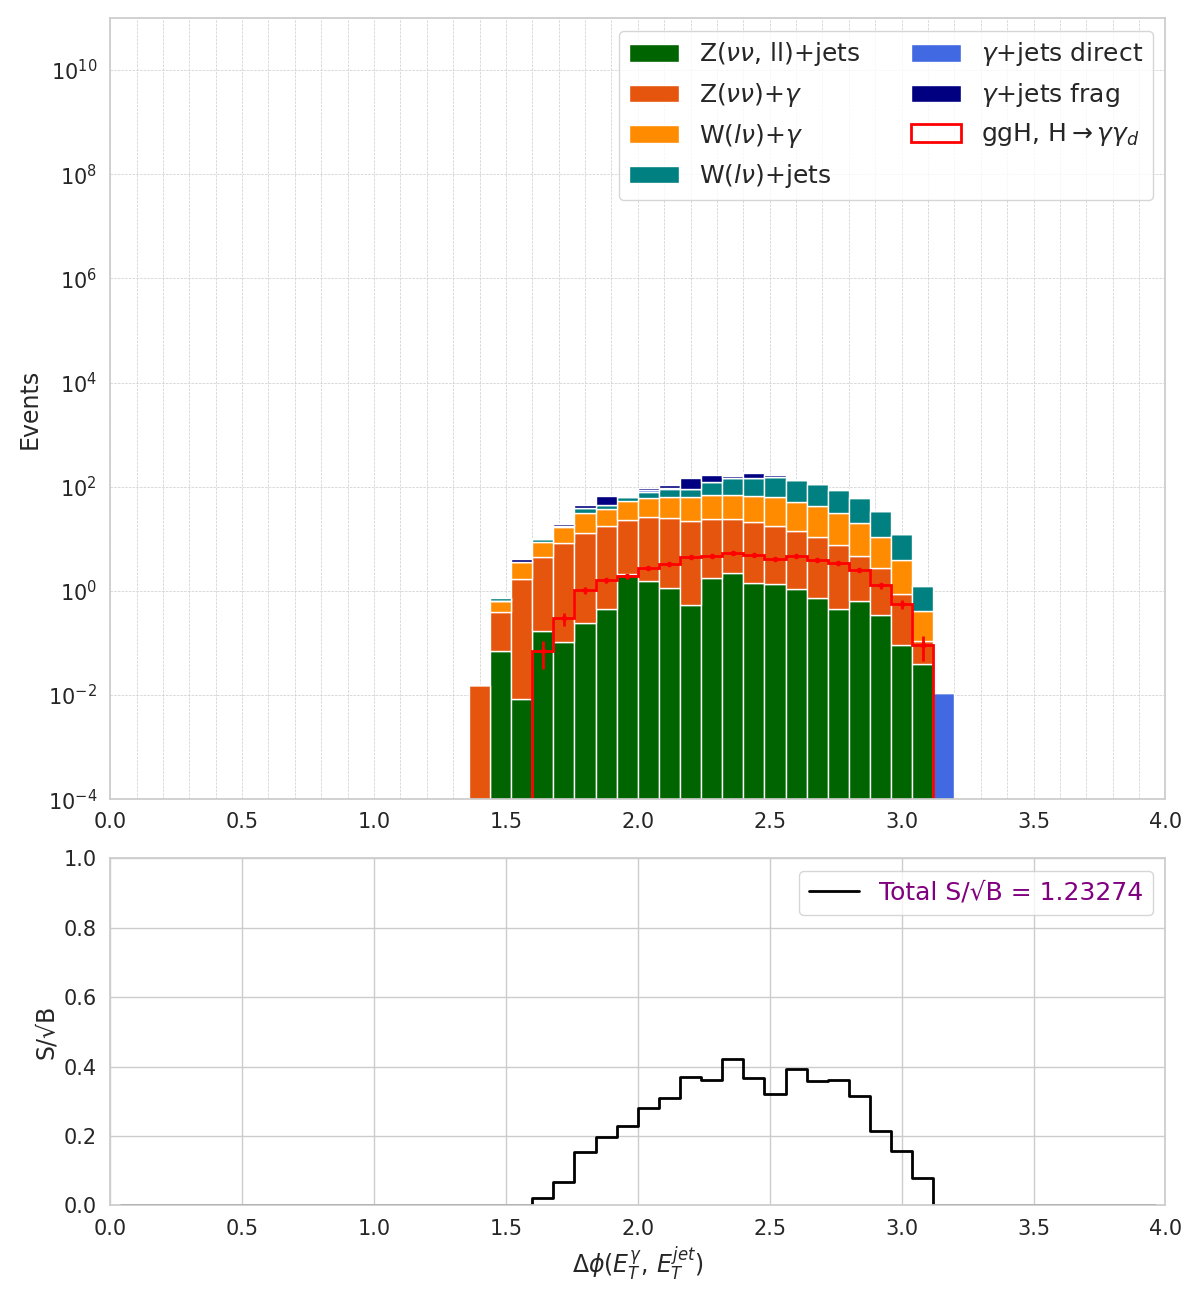 Z(νν, ll)+jets
Z(νν)+γ
W(lν)+γ
W(lν)+jets
γ+jets direct
γ+jets frag
ggH, H→γγ_d
Events
10^10
10^8
10^6
10^4
10^2
10^0
10^−2
10^−4
0.0 0.5 1.0 1.5 2.0 2.5 3.0 3.5 4.0
Total S/√B = 1.23274
S/√B
1.0
0.8
0.6
0.4
0.2
0.0
0.0 0.5 1.0 1.5 2.0 2.5 3.0 3.5 4.0
Δϕ(E_T^γ, E_T^jet)